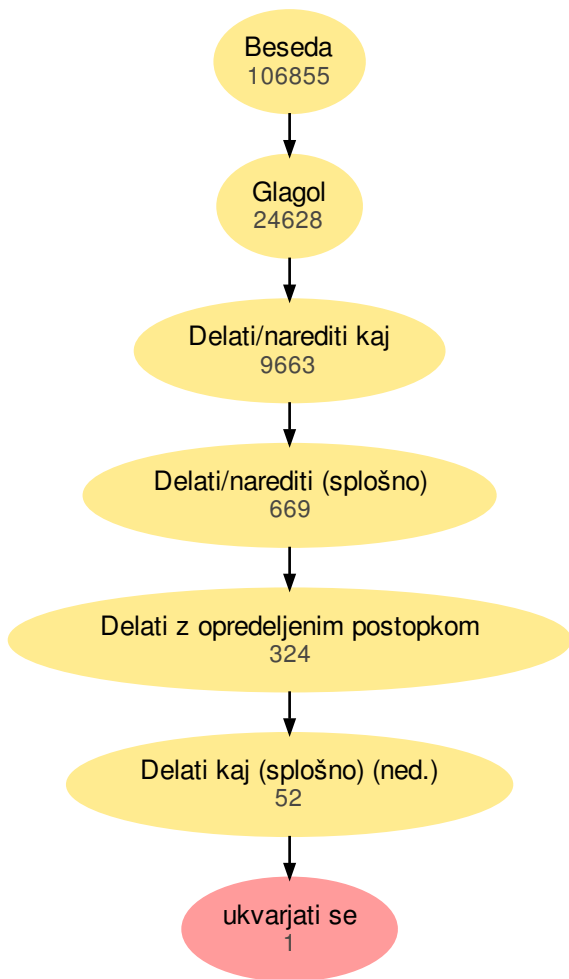 Beseda
106855
Glagol
24628
Delati/narediti kaj
9663
Delati/narediti (splošno)
669
Delati z opredeljenim postopkom
324
Delati kaj (splošno) (ned.)
52
ukvarjati se
1